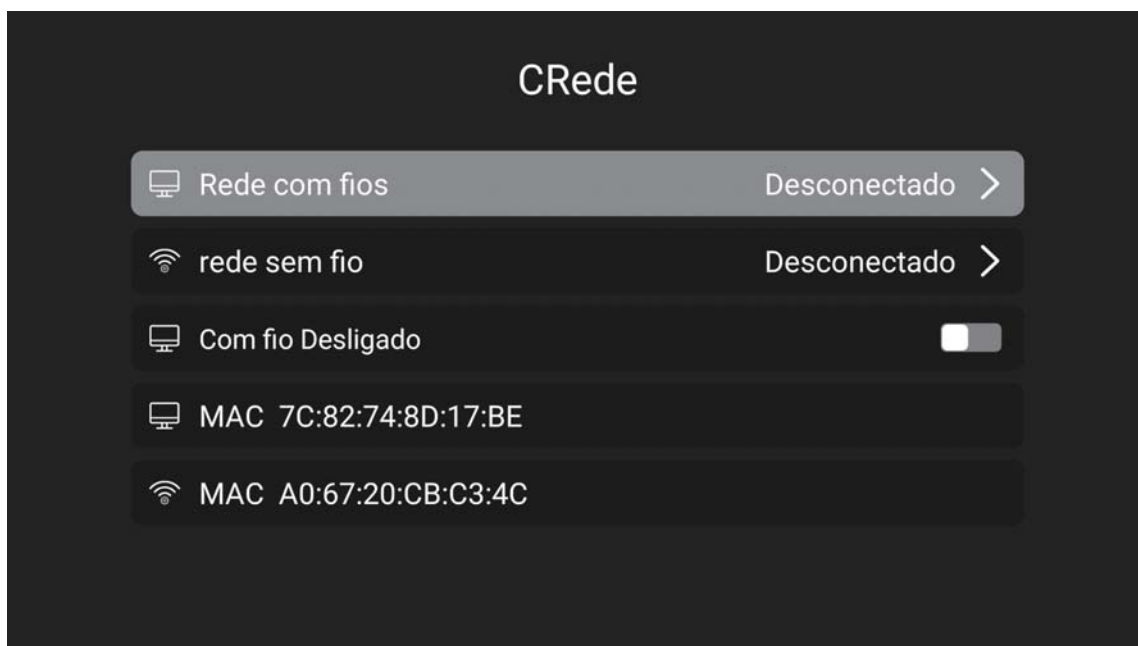 CRede
Rede com fios Desconectado
rede sem fio Desconectado
Com fio Desligado
MAC 7C:82:74:8D:17:BE
MAC A0:67:20:CB:C3:4C